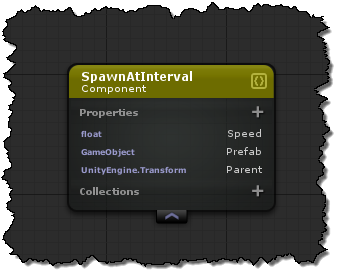 SpawnAtInterval
Component
Properties
float Speed
GameObject Prefab
UnityEngine.Transform Parent
Collections